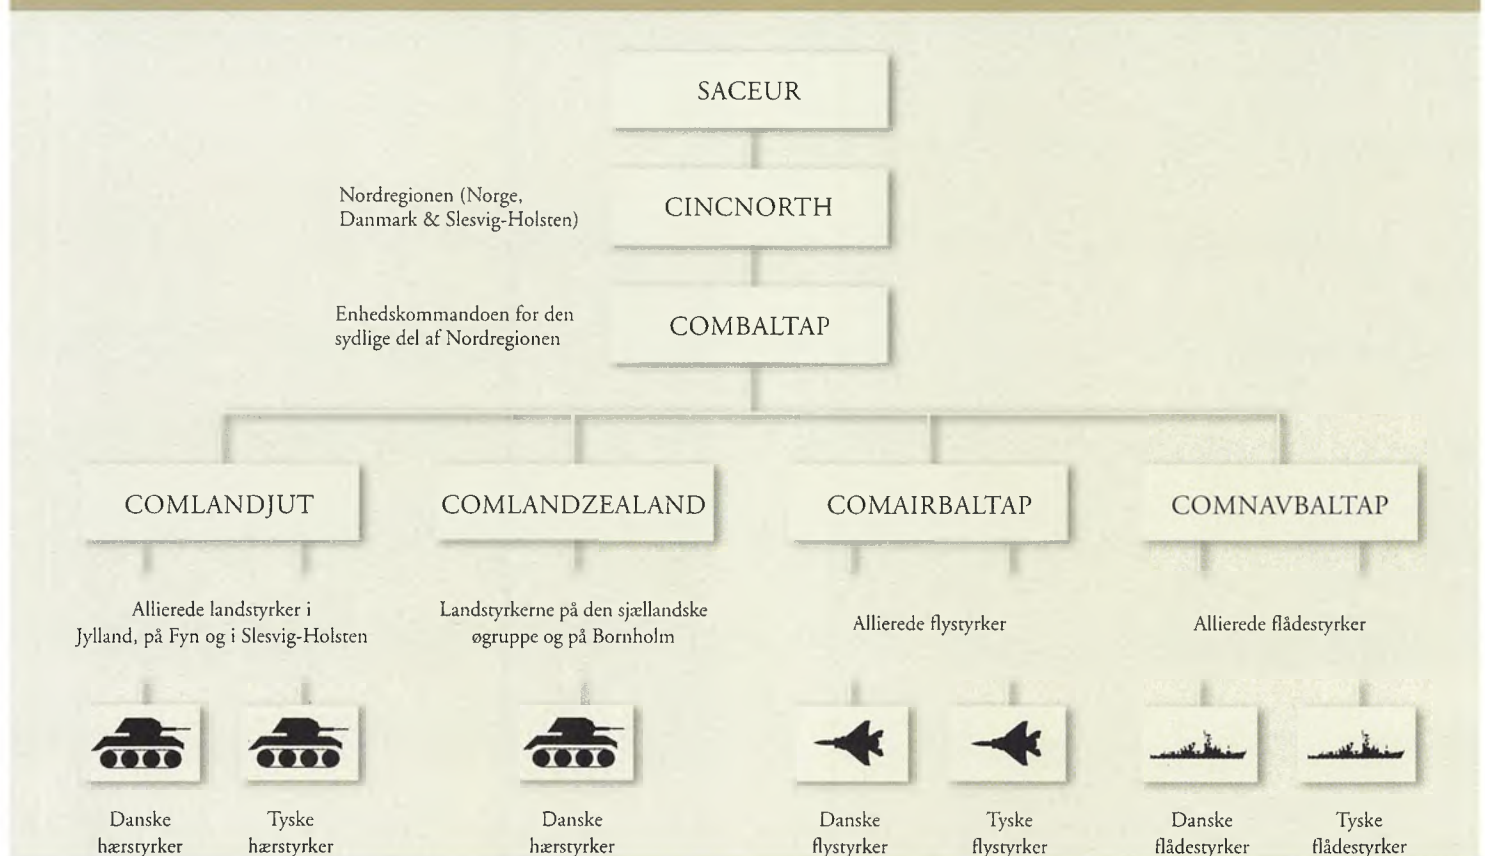 SACEUR
Nordregionen (Norge,
Danmark & Slesvig-Holsten)
CINCNORTH
Enhedskommandoen for den
sydlige del af Nordregionen
COMBALTAP
COMLANDJUT
COMLANDZEALAND
COMAIRBALTAP
COMNAVBALTAP
Allierede landstyrker i
Jylland, på Fyn og i Slesvig-Holsten
Landstyrkerne på den sjællandske
øgruppe og på Bornholm
Allierede flystyrker
Allierede flådestyrker
Danske
hærstyrker
Tyske
hærstyrker
Danske
hærstyrker
Danske
flystyrker
Tyske
flystyrker
Danske
flådestyrker
Tyske
flådestyrker